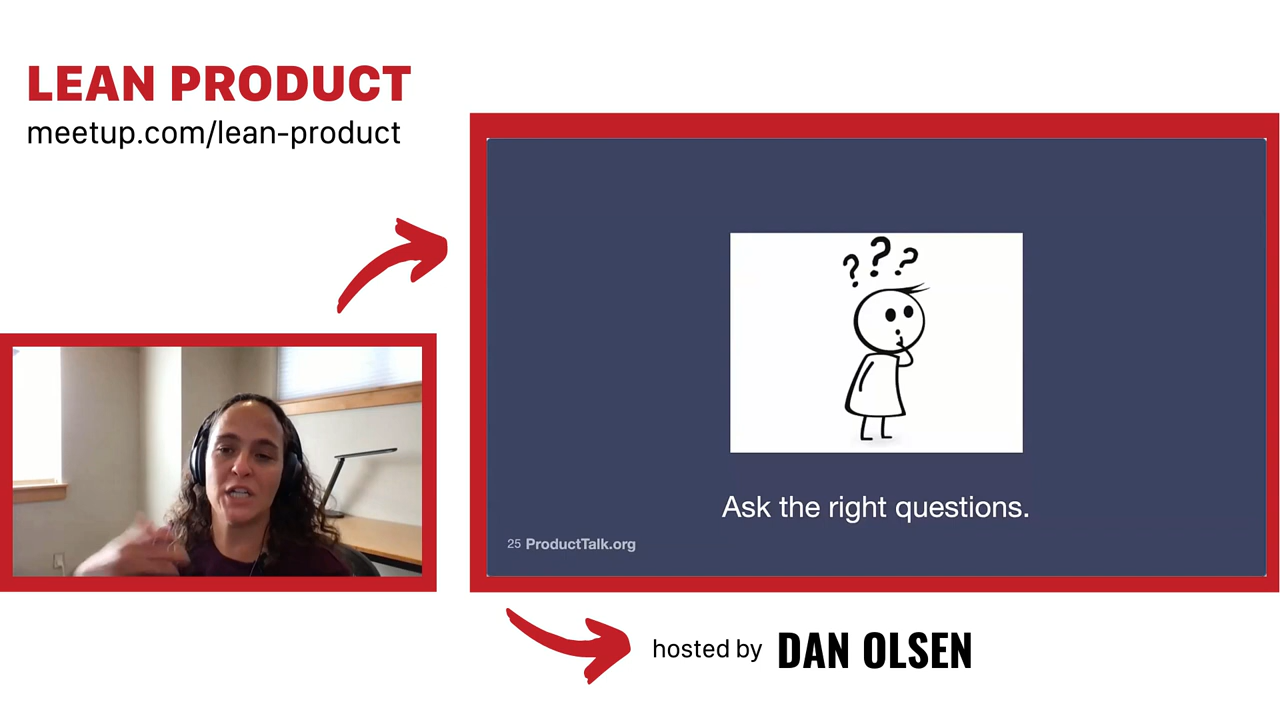 LEAN PRODUCT
meetup.com/lean-product
? ? ?
Ask the right questions.
25 ProductTalk.org
hosted by DAN OLSEN